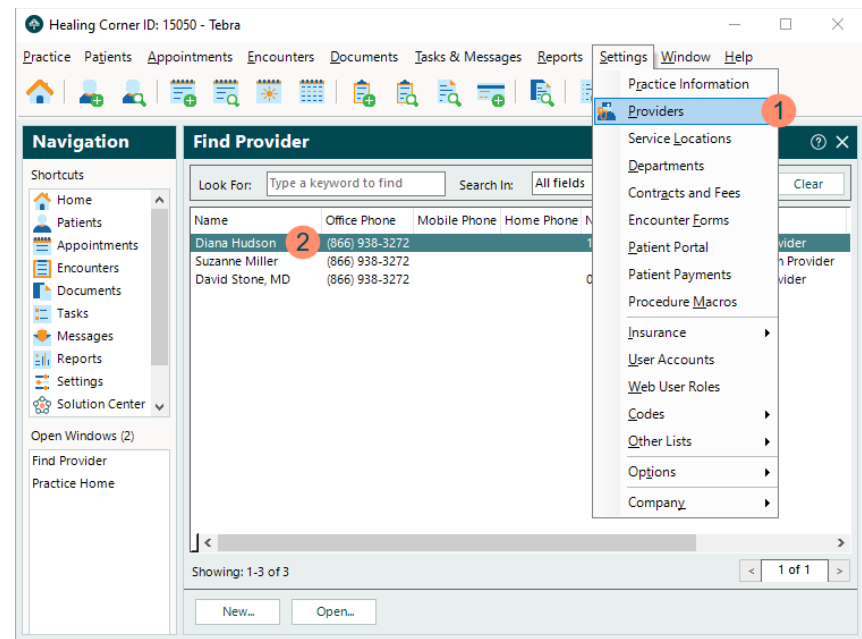 Healing Corner ID: 15050 - Tebra
Practice Patients Appointments Encounters Documents Tasks & Messages Reports Settings Window Help
Practice Information
Providers 1
Service Locations
Departments
Contracts and Fees
Encounter Forms
Patient Portal
Patient Payments
Procedure Macros
Insurance
User Accounts
Web User Roles
Codes
Other Lists
Options
Company
Navigation
Shortcuts
Home
Patients
Appointments
Encounters
Documents
Tasks
Messages
Reports
Settings
Solution Center
Open Windows (2)
Find Provider
Practice Home
Find Provider
Look For: Type a keyword to find Search In: All fields Clear
Name Office Phone Mobile Phone Home Phone N
Diana Hudson 2 (866) 938-3272 1 vider
Suzanne Miller (866) 938-3272 n Provider
David Stone, MD (866) 938-3272 0 vider
Showing: 1-3 of 3 < 1 of 1 >
New... Open...